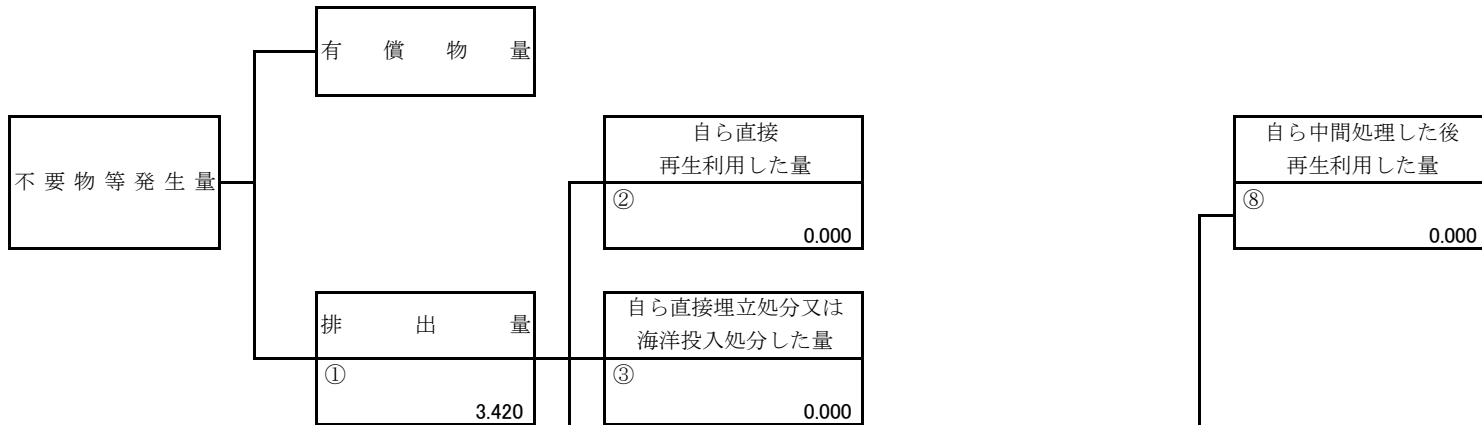 有償物量
不要物等発生量
自ら直接
再生利用した量
②
0.000
自ら中間処理した後
再生利用した量
⑧
0.000
排出量
①
3.420
自ら直接埋立処分又は
海洋投入処分した量
③
0.000